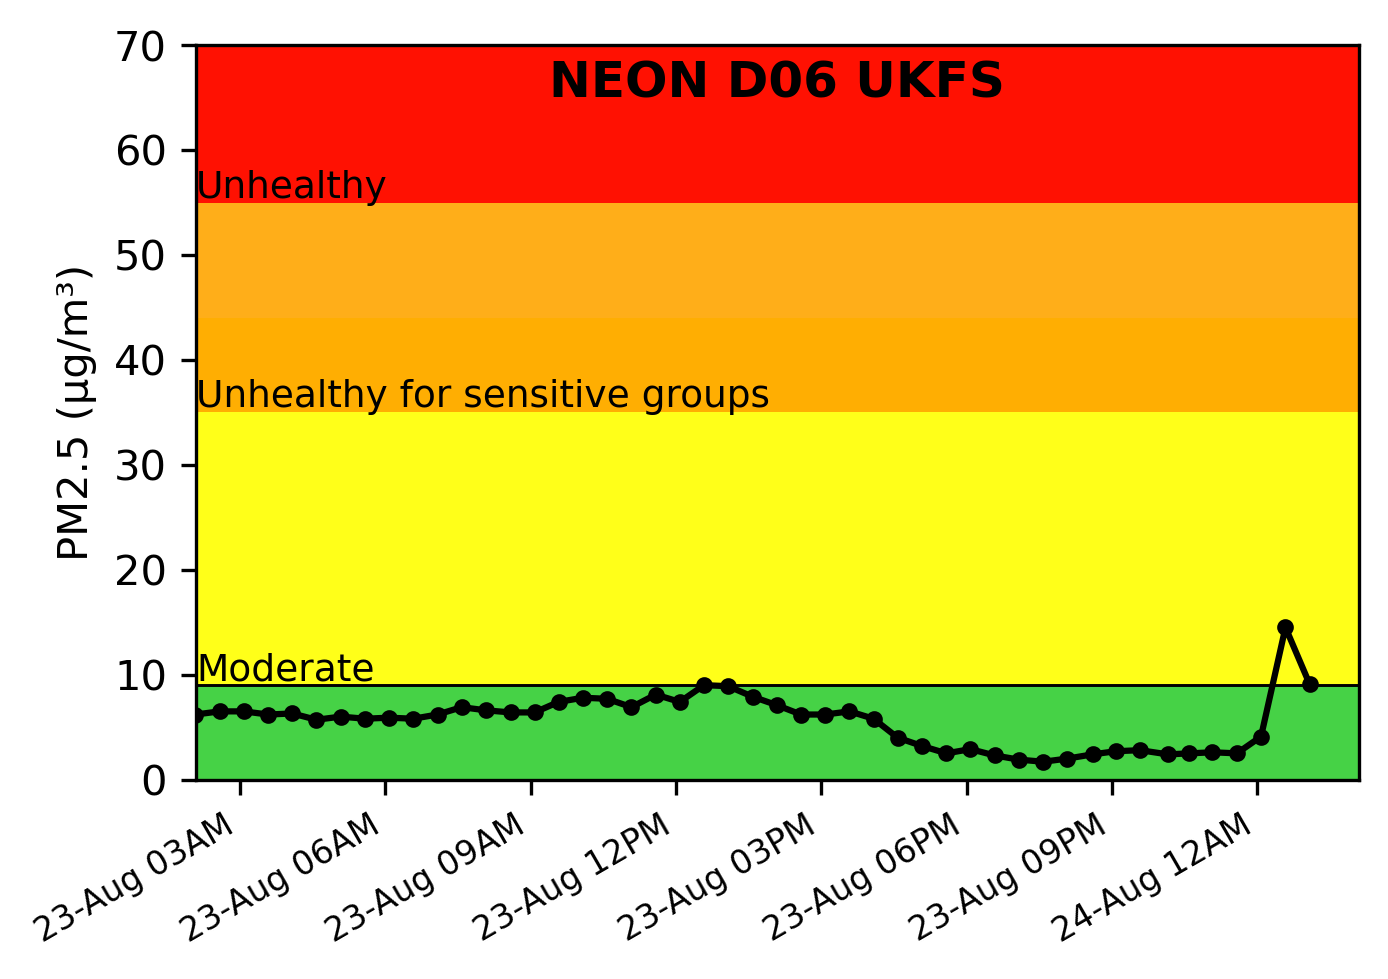 NEON D06 UKFS
PM2.5 (µg/m³)
70
60
50
40
30
20
10
0
Unhealthy
Unhealthy for sensitive groups
Moderate
23-Aug 03AM
23-Aug 06AM
23-Aug 09AM
23-Aug 12PM
23-Aug 03PM
23-Aug 06PM
23-Aug 09PM
24-Aug 12AM